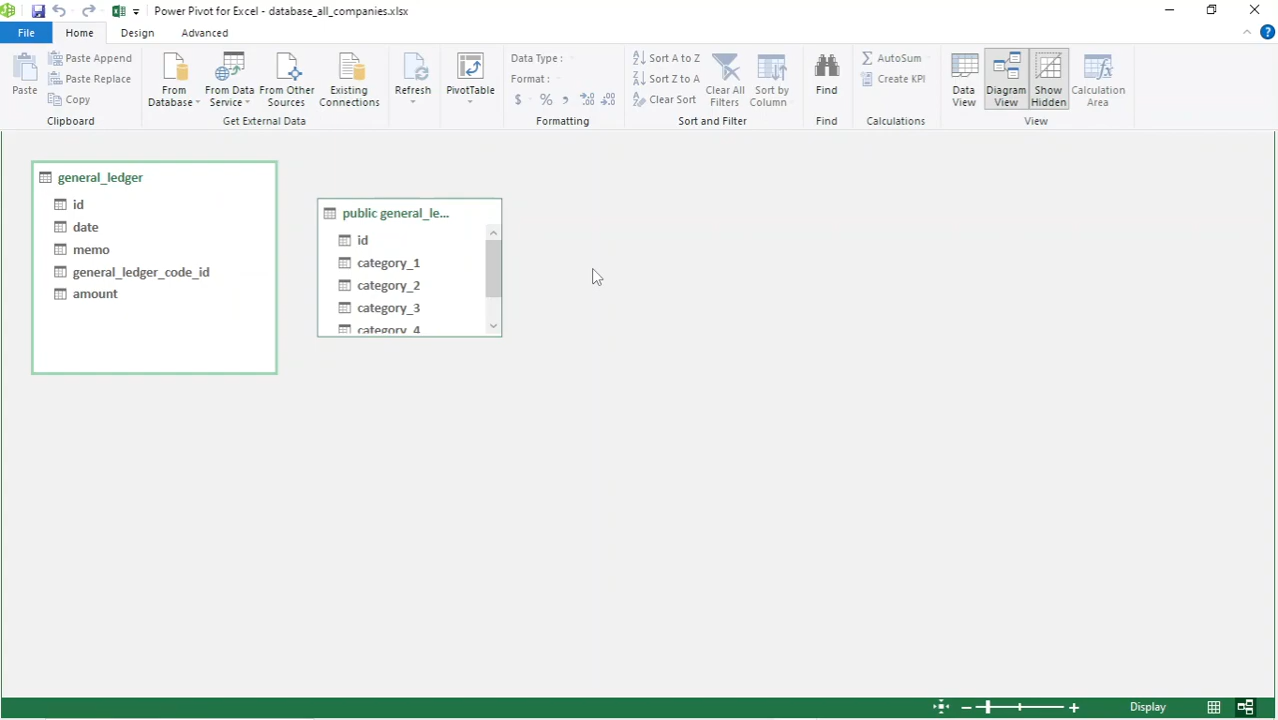 Power Pivot for Excel - database_all_companies.xlsx
File Home Design Advanced
Paste
Paste Append
Paste Replace
Copy
Clipboard
From Database
From Data Service
From Other Sources
Existing Connections
Get External Data
Refresh
PivotTable
Data Type :
Format :
$ % ,
Formatting
Sort A to Z
Sort Z to A
Clear Sort
Clear All Filters
Sort by Column
Sort and Filter
Find
Find
AutoSum
Create KPI
Calculations
Data View
Diagram View
Show Hidden
Calculation Area
View
general_ledger
id
date
memo
general_ledger_code_id
amount
public general_le...
id
category_1
category_2
category_3
category_4
Display